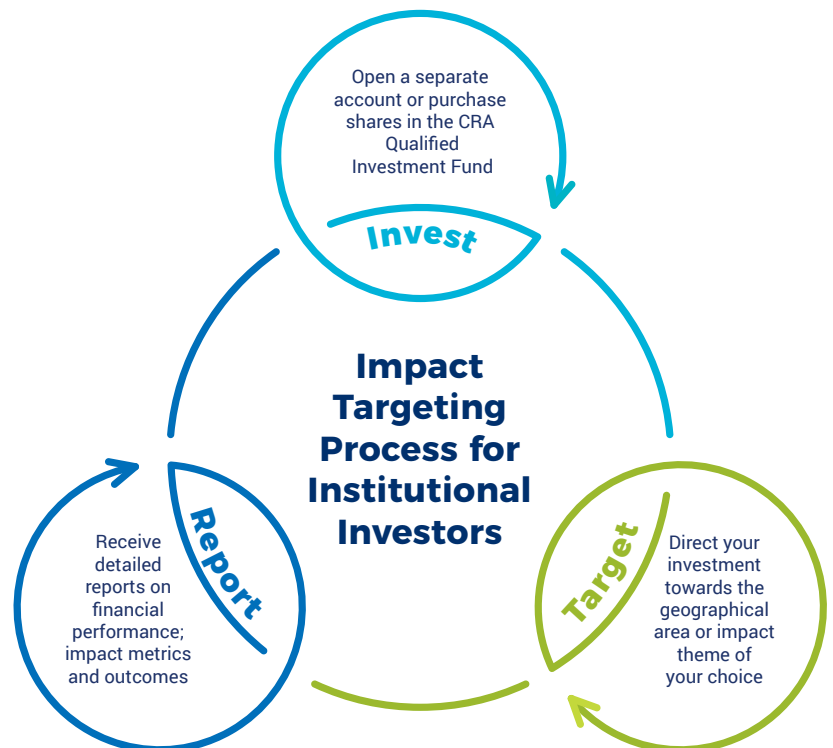 Open a separate
account or purchase
shares in the CRA
Qualified
Investment Fund
Invest
Impact
Targeting
Process for
Institutional
Investors
Target
Direct your
investment
towards the
geographical
area or impact
theme of
your choice
Report
Receive
detailed
reports on
financial
performance;
impact metrics
and outcomes